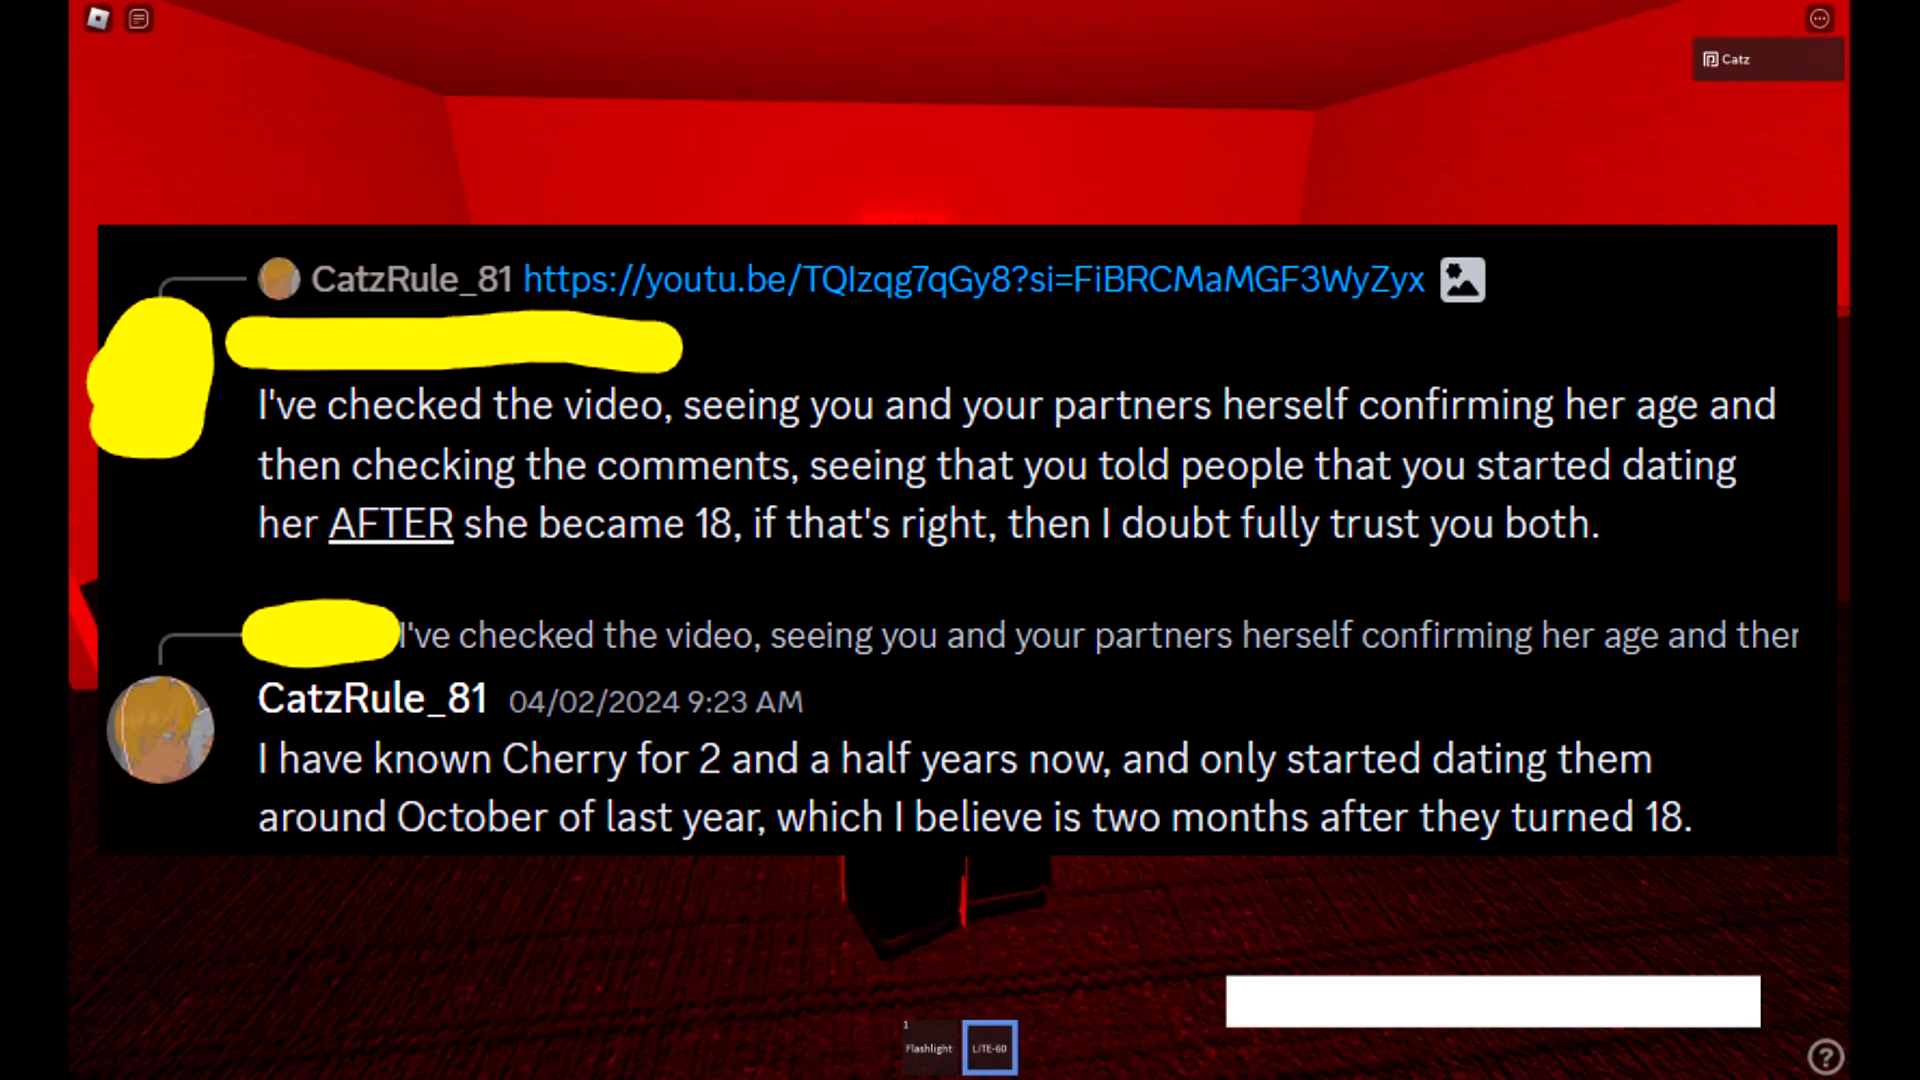 Catz
CatzRule_81 https://youtu.be/TQIzqg7qGy8?si=FiBRCMaMGF3WyZyx
I've checked the video, seeing you and your partners herself confirming her age and
then checking the comments, seeing that you told people that you started dating
her AFTER she became 18, if that's right, then I doubt fully trust you both.
I've checked the video, seeing you and your partners herself confirming her age and then
CatzRule_81 04/02/2024 9:23 AM
I have known Cherry for 2 and a half years now, and only started dating them
around October of last year, which I believe is two months after they turned 18.
1
Flashlight
LITE-60
?